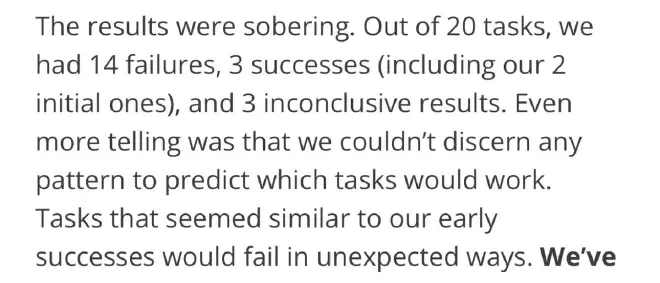 The results were sobering. Out of 20 tasks, we
had 14 failures, 3 successes (including our 2
initial ones), and 3 inconclusive results. Even
more telling was that we couldn’t discern any
pattern to predict which tasks would work.
Tasks that seemed similar to our early
successes would fail in unexpected ways. We’ve